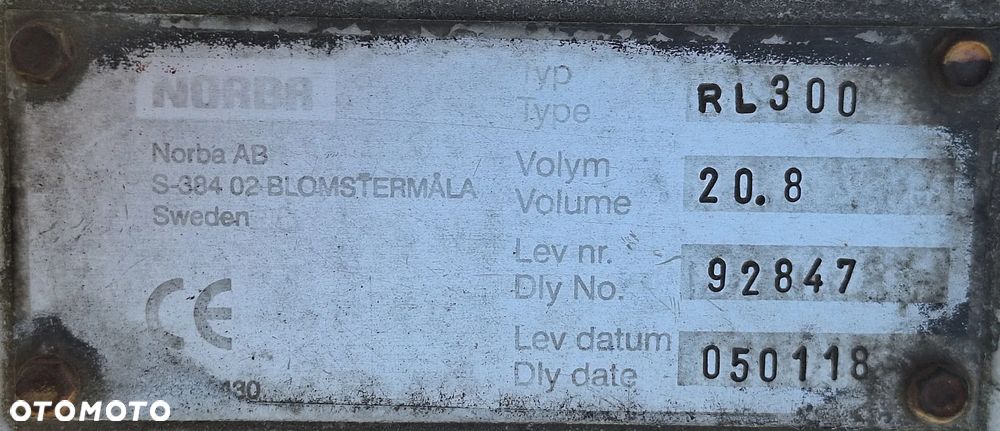 NORBA
Norba AB
S-384 02 BLOMSTERMÅLA
Sweden
CE
430
Typ
Type
RL300
Volym
Volume
20.8
Lev nr.
Dly No.
92847
Lev datum
Dly date
050118
OTOMOTO